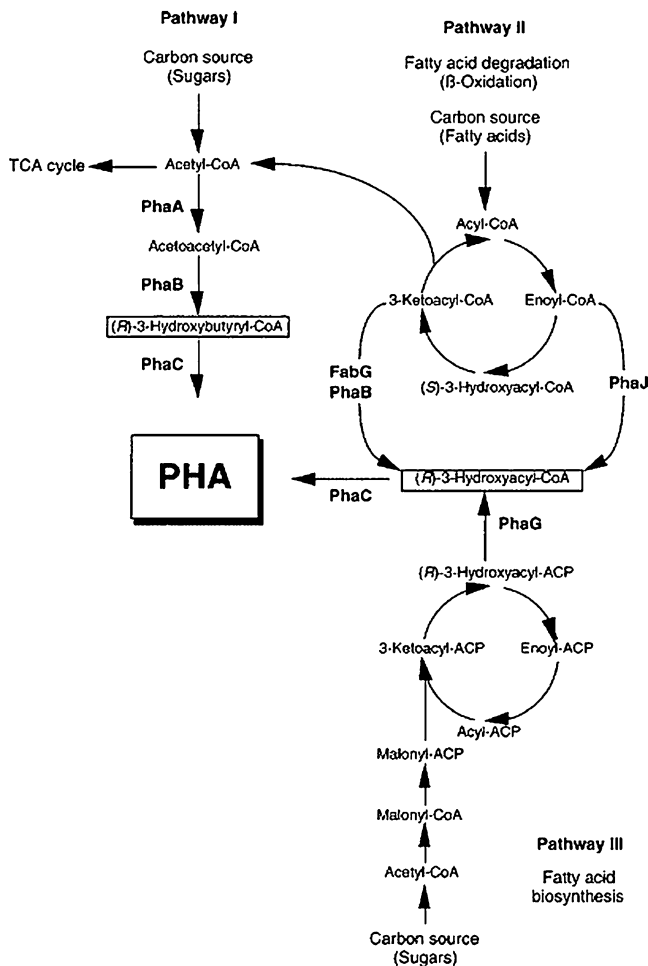 Pathway I
Carbon source
(Sugars)
TCA cycle
Acetyl-CoA
PhaA
Acetoacetyl-CoA
PhaB
(R)-3-Hydroxybutyryl-CoA
PhaC
PHA
Pathway II
Fatty acid degradation
(ß-Oxidation)
Carbon source
(Fatty acids)
Acyl-CoA
3-Ketoacyl-CoA
Enoyl-CoA
(S)-3-Hydroxyacyl-CoA
FabG
PhaB
PhaJ
(R)-3-Hydroxyacyl-CoA
PhaC
PhaG
(R)-3-Hydroxyacyl-ACP
3-Ketoacyl-ACP
Enoyl-ACP
Acyl-ACP
Malonyl-ACP
Malonyl-CoA
Acetyl-CoA
Carbon source
(Sugars)
Pathway III
Fatty acid
biosynthesis